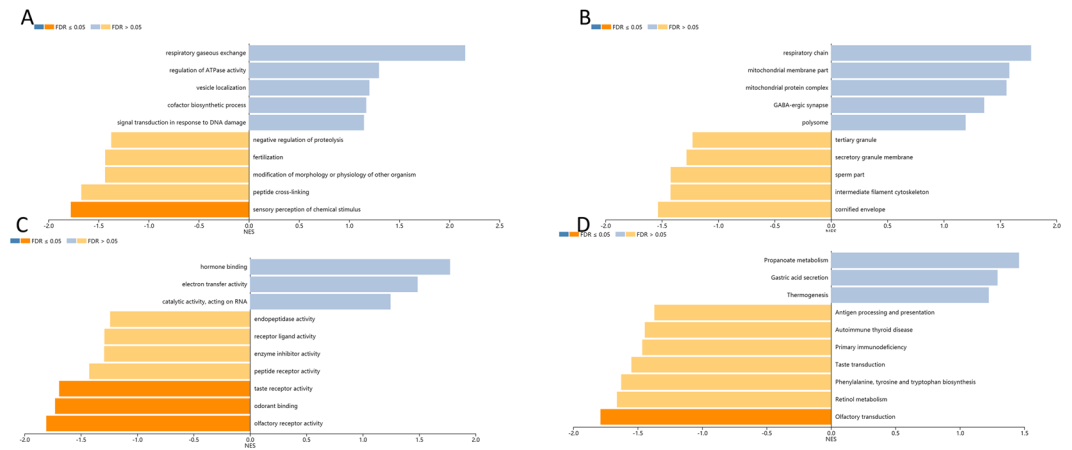 A
FDR ≤ 0.05 FDR > 0.05
respiratory gaseous exchange
regulation of ATPase activity
vesicle localization
cofactor biosynthetic process
signal transduction in response to DNA damage
negative regulation of proteolysis
fertilization
modification of morphology or physiology of other organism
peptide cross-linking
sensory perception of chemical stimulus
-2.0 -1.5 -1.0 -0.5 0.0 0.5 1.0 1.5 2.0 2.5
NES
B
FDR ≤ 0.05 FDR > 0.05
respiratory chain
mitochondrial membrane part
mitochondrial protein complex
GABA-ergic synapse
polysome
tertiary granule
secretory granule membrane
sperm part
intermediate filament cytoskeleton
cornified envelope
-2.0 -1.5 -1.0 -0.5 0.0 0.5 1.0 1.5 2.0
NES
C
FDR ≤ 0.05 FDR > 0.05
hormone binding
electron transfer activity
catalytic activity, acting on RNA
endopeptidase activity
receptor ligand activity
enzyme inhibitor activity
peptide receptor activity
taste receptor activity
odorant binding
olfactory receptor activity
-2.0 -1.5 -1.0 -0.5 0.0 0.5 1.0 1.5 2.0
NES
D
FDR ≤ 0.05 FDR > 0.05
Propanoate metabolism
Gastric acid secretion
Thermogenesis
Antigen processing and presentation
Autoimmune thyroid disease
Primary immunodeficiency
Taste transduction
Phenylalanine, tyrosine and tryptophan biosynthesis
Retinol metabolism
Olfactory transduction
-2.0 -1.5 -1.0 -0.5 0.0 0.5 1.0 1.5
NES